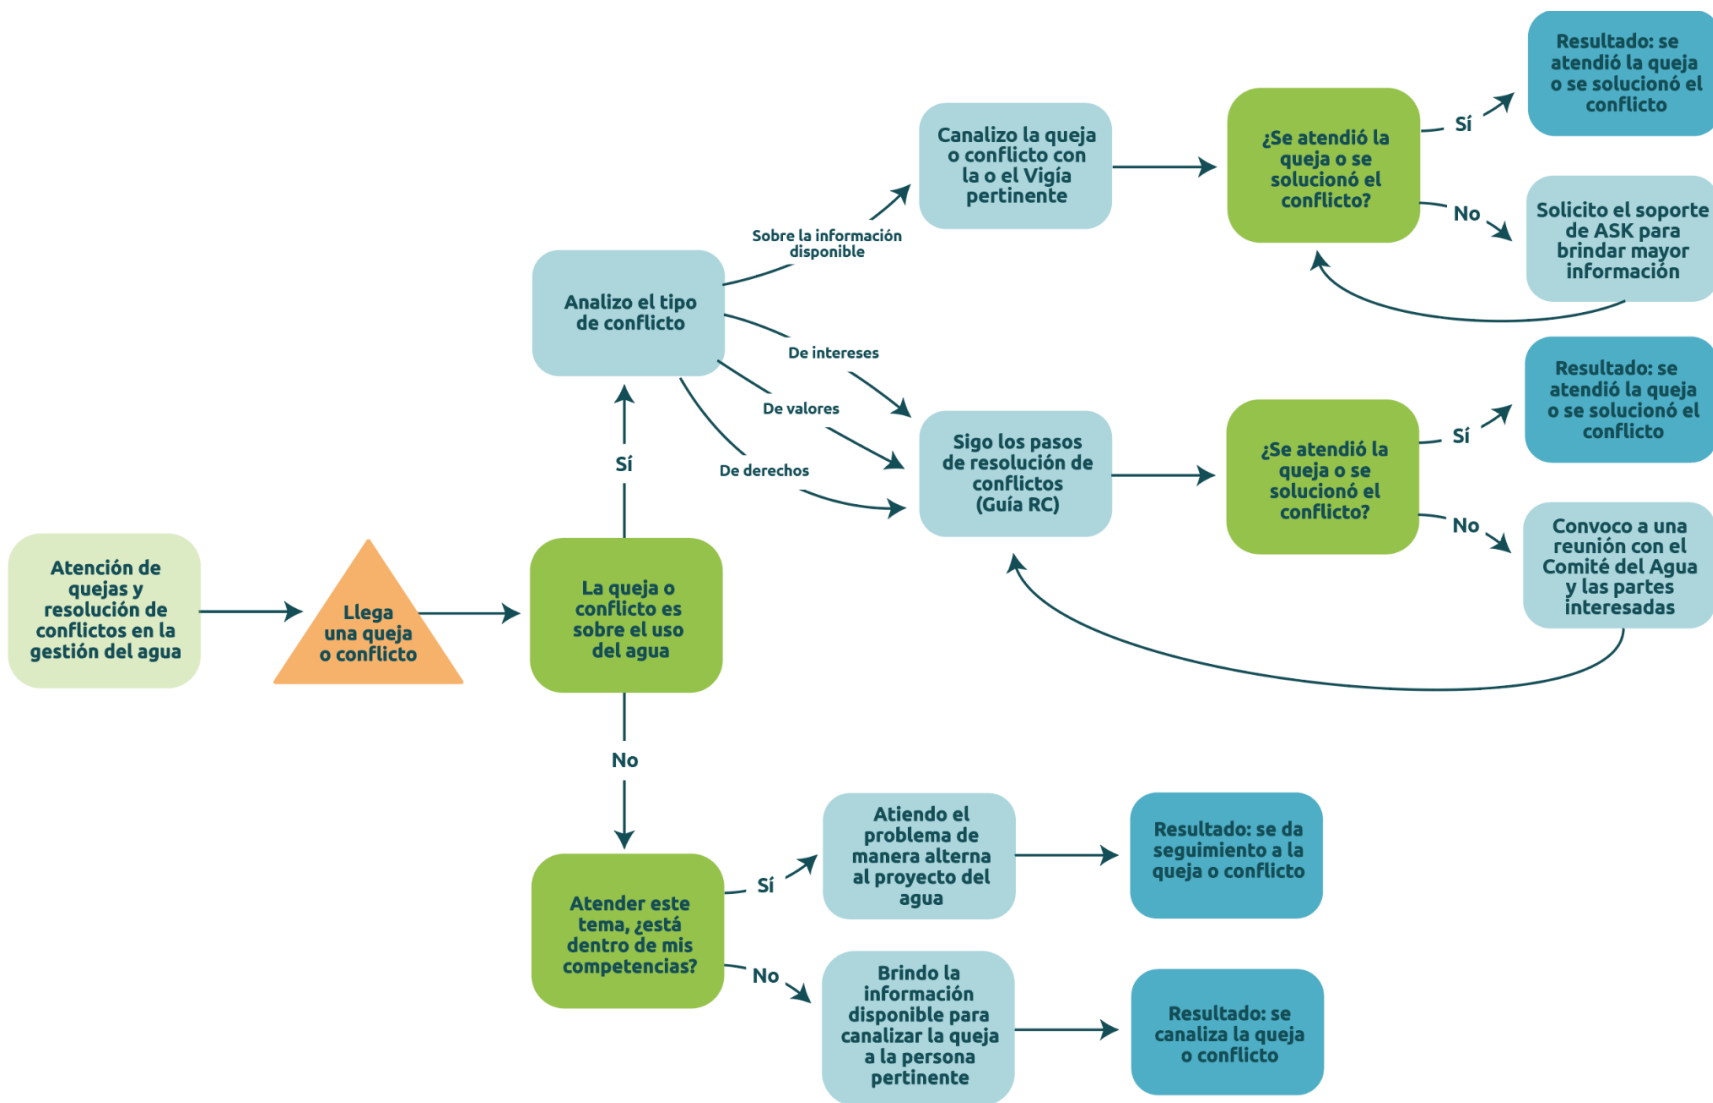 Atención de
quejas y
resolución de
conflictos en la
gestión del agua
Llega
una queja
o conflicto
La queja o
conflicto es
sobre el uso
del agua
Sí
Analizo el tipo
de conflicto
Sobre la información
disponible
Canalizo la queja
o conflicto con
la o el Vigía
pertinente
¿Se atendió la
queja o se
solucionó el
conflicto?
Sí
Resultado: se
atendió la queja
o se solucionó el
conflicto
No
Solicito el soporte
de ASK para
brindar mayor
información
De intereses
De valores
De derechos
Sigo los pasos
de resolución de
conflictos
(Guía RC)
¿Se atendió la
queja o se
solucionó el
conflicto?
Sí
Resultado: se
atendió la queja
o se solucionó el
conflicto
No
Convoco a una
reunión con el
Comité del Agua
y las partes
interesadas
No
Atender este
tema, ¿está
dentro de mis
competencias?
Sí
Atiendo el
problema de
manera alterna
al proyecto del
agua
Resultado: se da
seguimiento a la
queja o conflicto
No
Brindo la
información
disponible para
canalizar la queja
a la persona
pertinente
Resultado: se
canaliza la queja
o conflicto